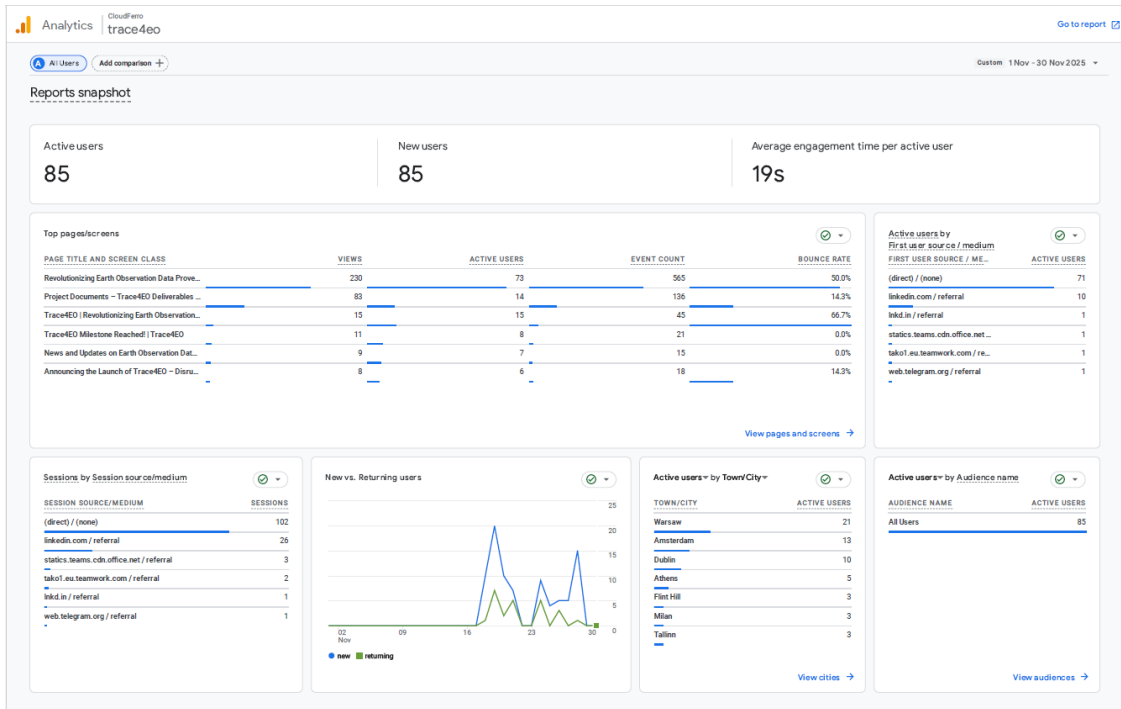 Analytics
CloudFerro
trace4eo
Go to report
A All Users
Add comparison +
Custom 1 Nov - 30 Nov 2025
Reports snapshot
Active users
85
New users
85
Average engagement time per active user
19s
Top pages/screens
PAGE TITLE AND SCREEN CLASS VIEWS ACTIVE USERS EVENT COUNT BOUNCE RATE
Revolutionizing Earth Observation Data Prove... 230 73 565 50.0%
Project Documents – Trace4EO Deliverables ... 83 14 136 14.3%
Trace4EO | Revolutionizing Earth Observation... 15 15 45 66.7%
Trace4EO Milestone Reached! | Trace4EO 11 8 21 0.0%
News and Updates on Earth Observation Dat... 9 7 15 0.0%
Announcing the Launch of Trace4EO – Disru... 8 6 18 14.3%
View pages and screens
Active users by
First user source / medium
FIRST USER SOURCE / ME... ACTIVE USERS
(direct) / (none) 71
linkedin.com / referral 10
lnkd.in / referral 1
statics.teams.cdn.office.net ... 1
tako1.eu.teamwork.com / re... 1
web.telegram.org / referral 1
Sessions by Session source/medium
SESSION SOURCE/MEDIUM SESSIONS
(direct) / (none) 102
linkedin.com / referral 26
statics.teams.cdn.office.net / referral 3
tako1.eu.teamwork.com / referral 2
lnkd.in / referral 1
web.telegram.org / referral 1
New vs. Returning users
25
20
15
10
5
0
02 09 16 23 30
Nov
new returning
Active users by Town/City
TOWN/CITY ACTIVE USERS
Warsaw 21
Amsterdam 13
Dublin 10
Athens 5
Flint Hill 3
Milan 3
Tallinn 3
View cities
Active users by Audience name
AUDIENCE NAME ACTIVE USERS
All Users 85
View audiences